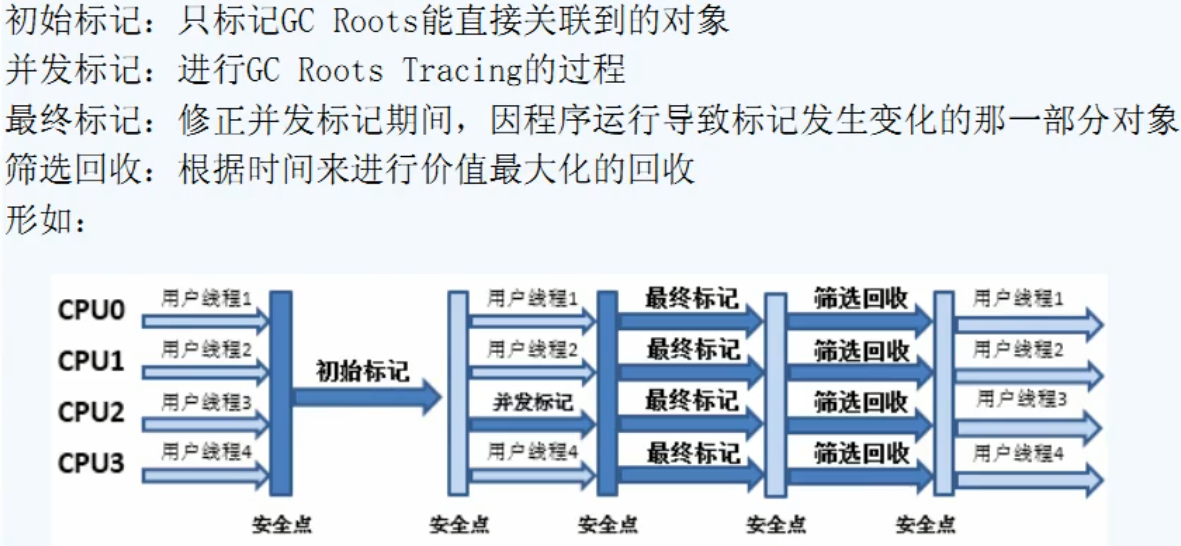 初始标记：只标记GC Roots能直接关联到的对象
并发标记：进行GC Roots Tracing的过程
最终标记：修正并发标记期间，因程序运行导致标记发生变化的那一部分对象
筛选回收：根据时间来进行价值最大化的回收
形如：
CPU0 用户线程1 用户线程1 最终标记 筛选回收 用户线程1
CPU1 用户线程2 用户线程2 最终标记 筛选回收 用户线程2
初始标记
CPU2 用户线程3 并发标记 最终标记 筛选回收 用户线程3
CPU3 用户线程4 用户线程4 最终标记 筛选回收 用户线程4
安全点 安全点 安全点 安全点 安全点